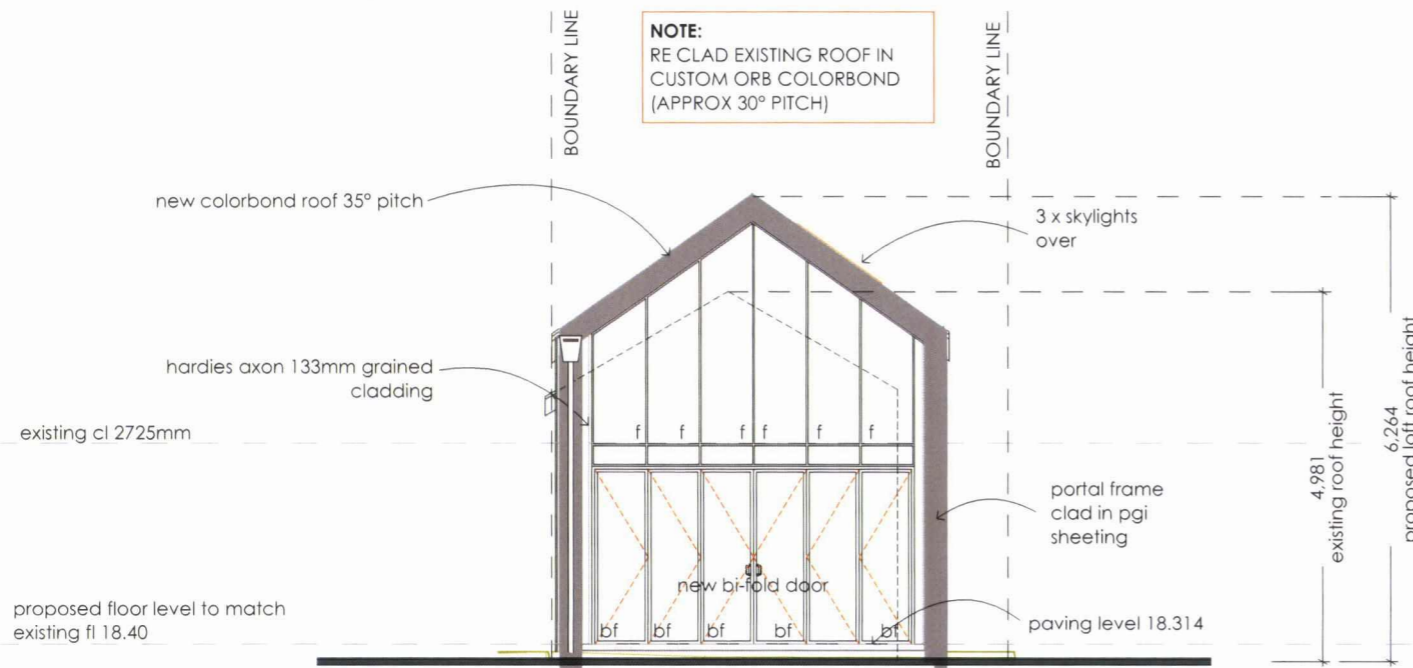 BOUNDARY LINE
NOTE:
RE CLAD EXISTING ROOF IN
CUSTOM ORB COLORBOND
(APPROX 30° PITCH)
BOUNDARY LINE
new colorbond roof 35° pitch
3 x skylights
over
hardies axon 133mm grained
cladding
existing cl 2725mm
f f f f f f
4,981
existing roof height
6,264
proposed loft roof height
portal frame
clad in pgi
sheeting
new bi-fold door
proposed floor level to match
existing fl 18.40
bf bf bf bf bf bf
paving level 18.314